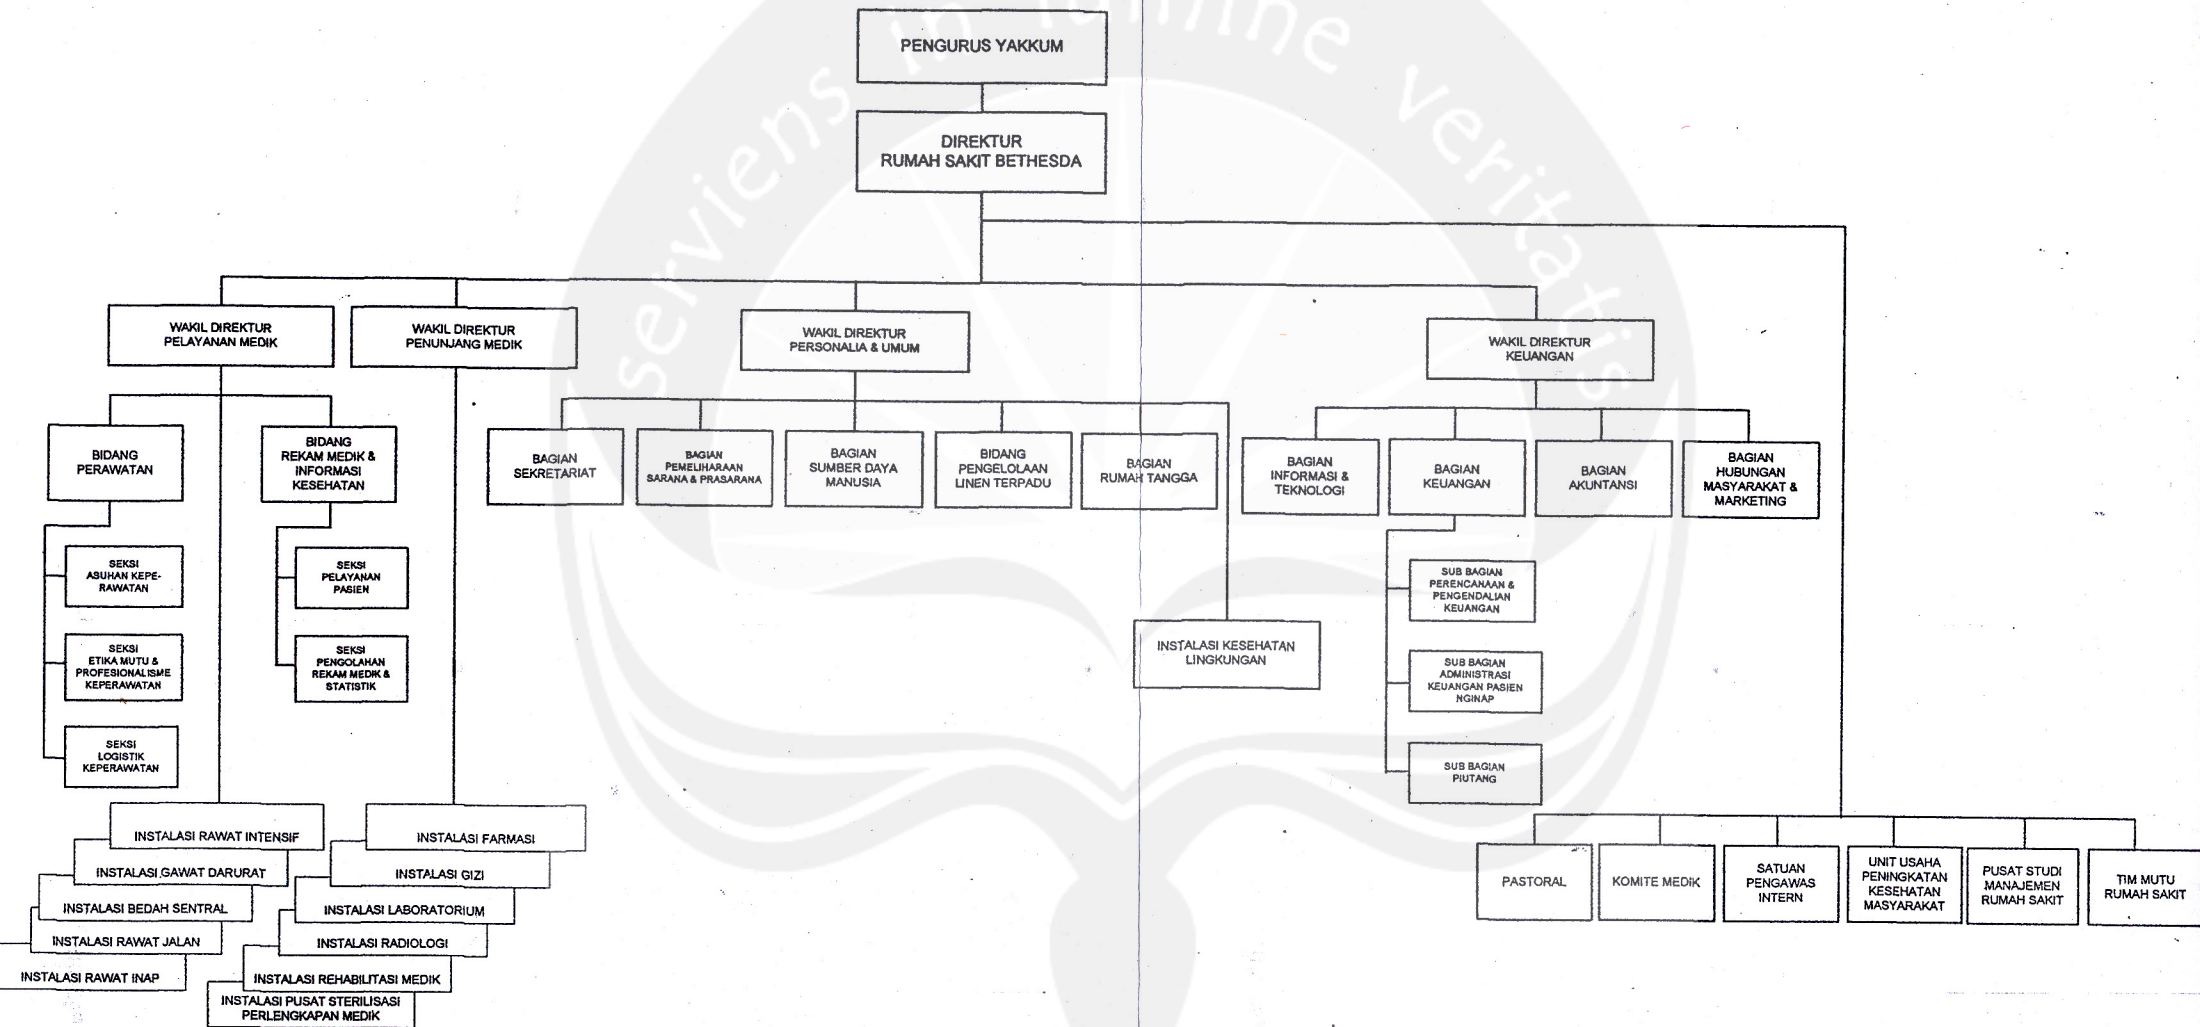 serviens in lumine veritatis
PENGURUS YAKKUM
DIREKTUR
RUMAH SAKIT BETHESDA
WAKIL DIREKTUR
PELAYANAN MEDIK
WAKIL DIREKTUR
PENUNJANG MEDIK
WAKIL DIREKTUR
PERSONALIA & UMUM
WAKIL DIREKTUR
KEUANGAN
BIDANG
PERAWATAN
BIDANG
REKAM MEDIK &
INFORMASI
KESEHATAN
BAGIAN
SEKRETARIAT
BAGIAN
PEMELIHARAAN
SARANA & PRASARANA
BAGIAN
SUMBER DAYA
MANUSIA
BIDANG
PENGELOLAAN
LINEN TERPADU
BAGIAN
RUMAH TANGGA
BAGIAN
INFORMASI &
TEKNOLOGI
BAGIAN
KEUANGAN
BAGIAN
AKUNTANSI
BAGIAN
HUBUNGAN
MASYARAKAT &
MARKETING
SEKSI
ASUHAN KEPE-
RAWATAN
SEKSI
ETIKA MUTU &
PROFESIONALISME
KEPERAWATAN
SEKSI
LOGISTIK
KEPERAWATAN
SEKSI
PELAYANAN
PASIEN
SEKSI
PENGOLAHAN
REKAM MEDIK &
STATISTIK
INSTALASI KESEHATAN
LINGKUNGAN
SUB BAGIAN
PERENCANAAN &
PENGENDALIAN
KEUANGAN
SUB BAGIAN
ADMINISTRASI
KEUANGAN PASIEN
NGINAP
SUB BAGIAN
PIUTANG
INSTALASI RAWAT INTENSIF
INSTALASI GAWAT DARURAT
INSTALASI BEDAH SENTRAL
INSTALASI RAWAT JALAN
INSTALASI RAWAT INAP
INSTALASI FARMASI
INSTALASI GIZI
INSTALASI LABORATORIUM
INSTALASI RADIOLOGI
INSTALASI REHABILITASI MEDIK
INSTALASI PUSAT STERILISASI
PERLENGKAPAN MEDIK
PASTORAL
KOMITE MEDIK
SATUAN
PENGAWAS
INTERN
UNIT USAHA
PENINGKATAN
KESEHATAN
MASYARAKAT
PUSAT STUDI
MANAJEMEN
RUMAH SAKIT
TIM MUTU
RUMAH SAKIT